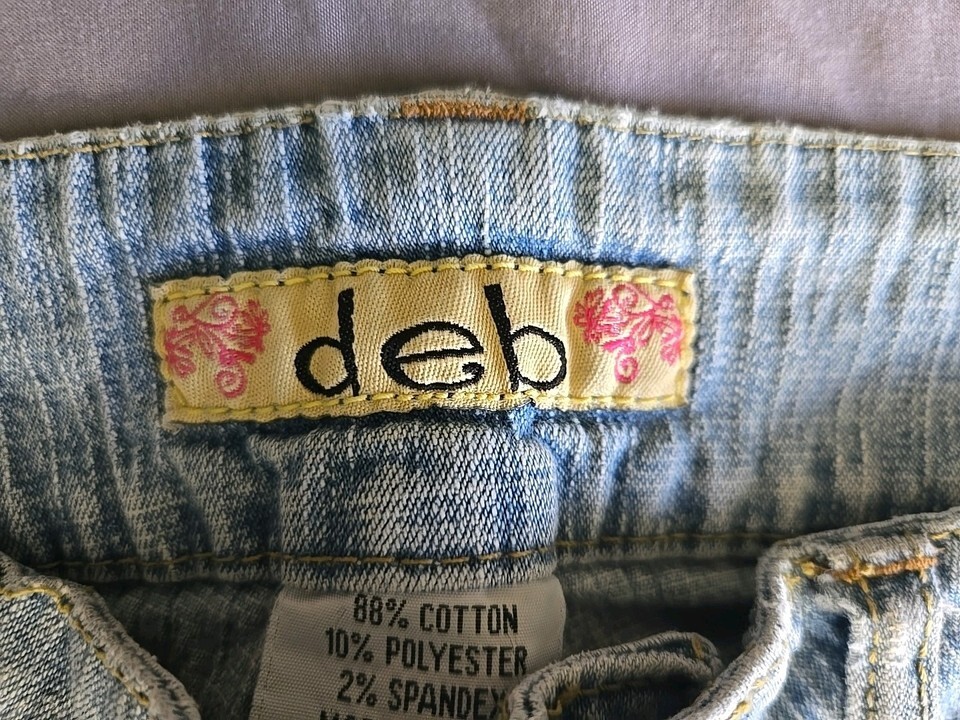 deb
88% COTTON
10% POLYESTER
2% SPANDEX